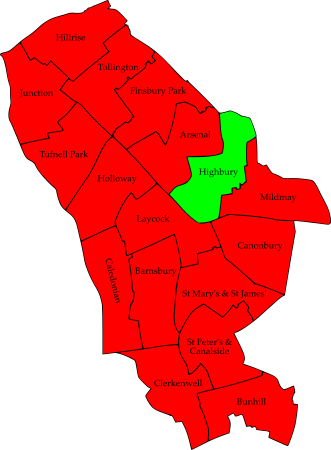 Hillrise
Tollington
Junction
Finsbury Park
Arsenal
Tufnell Park
Highbury
Holloway
Mildmay
Laycock
Canonbury
Caledonian
Barnsbury
St Mary's & St James'
St Peter's &
Canalside
Clerkenwell
Bunhill